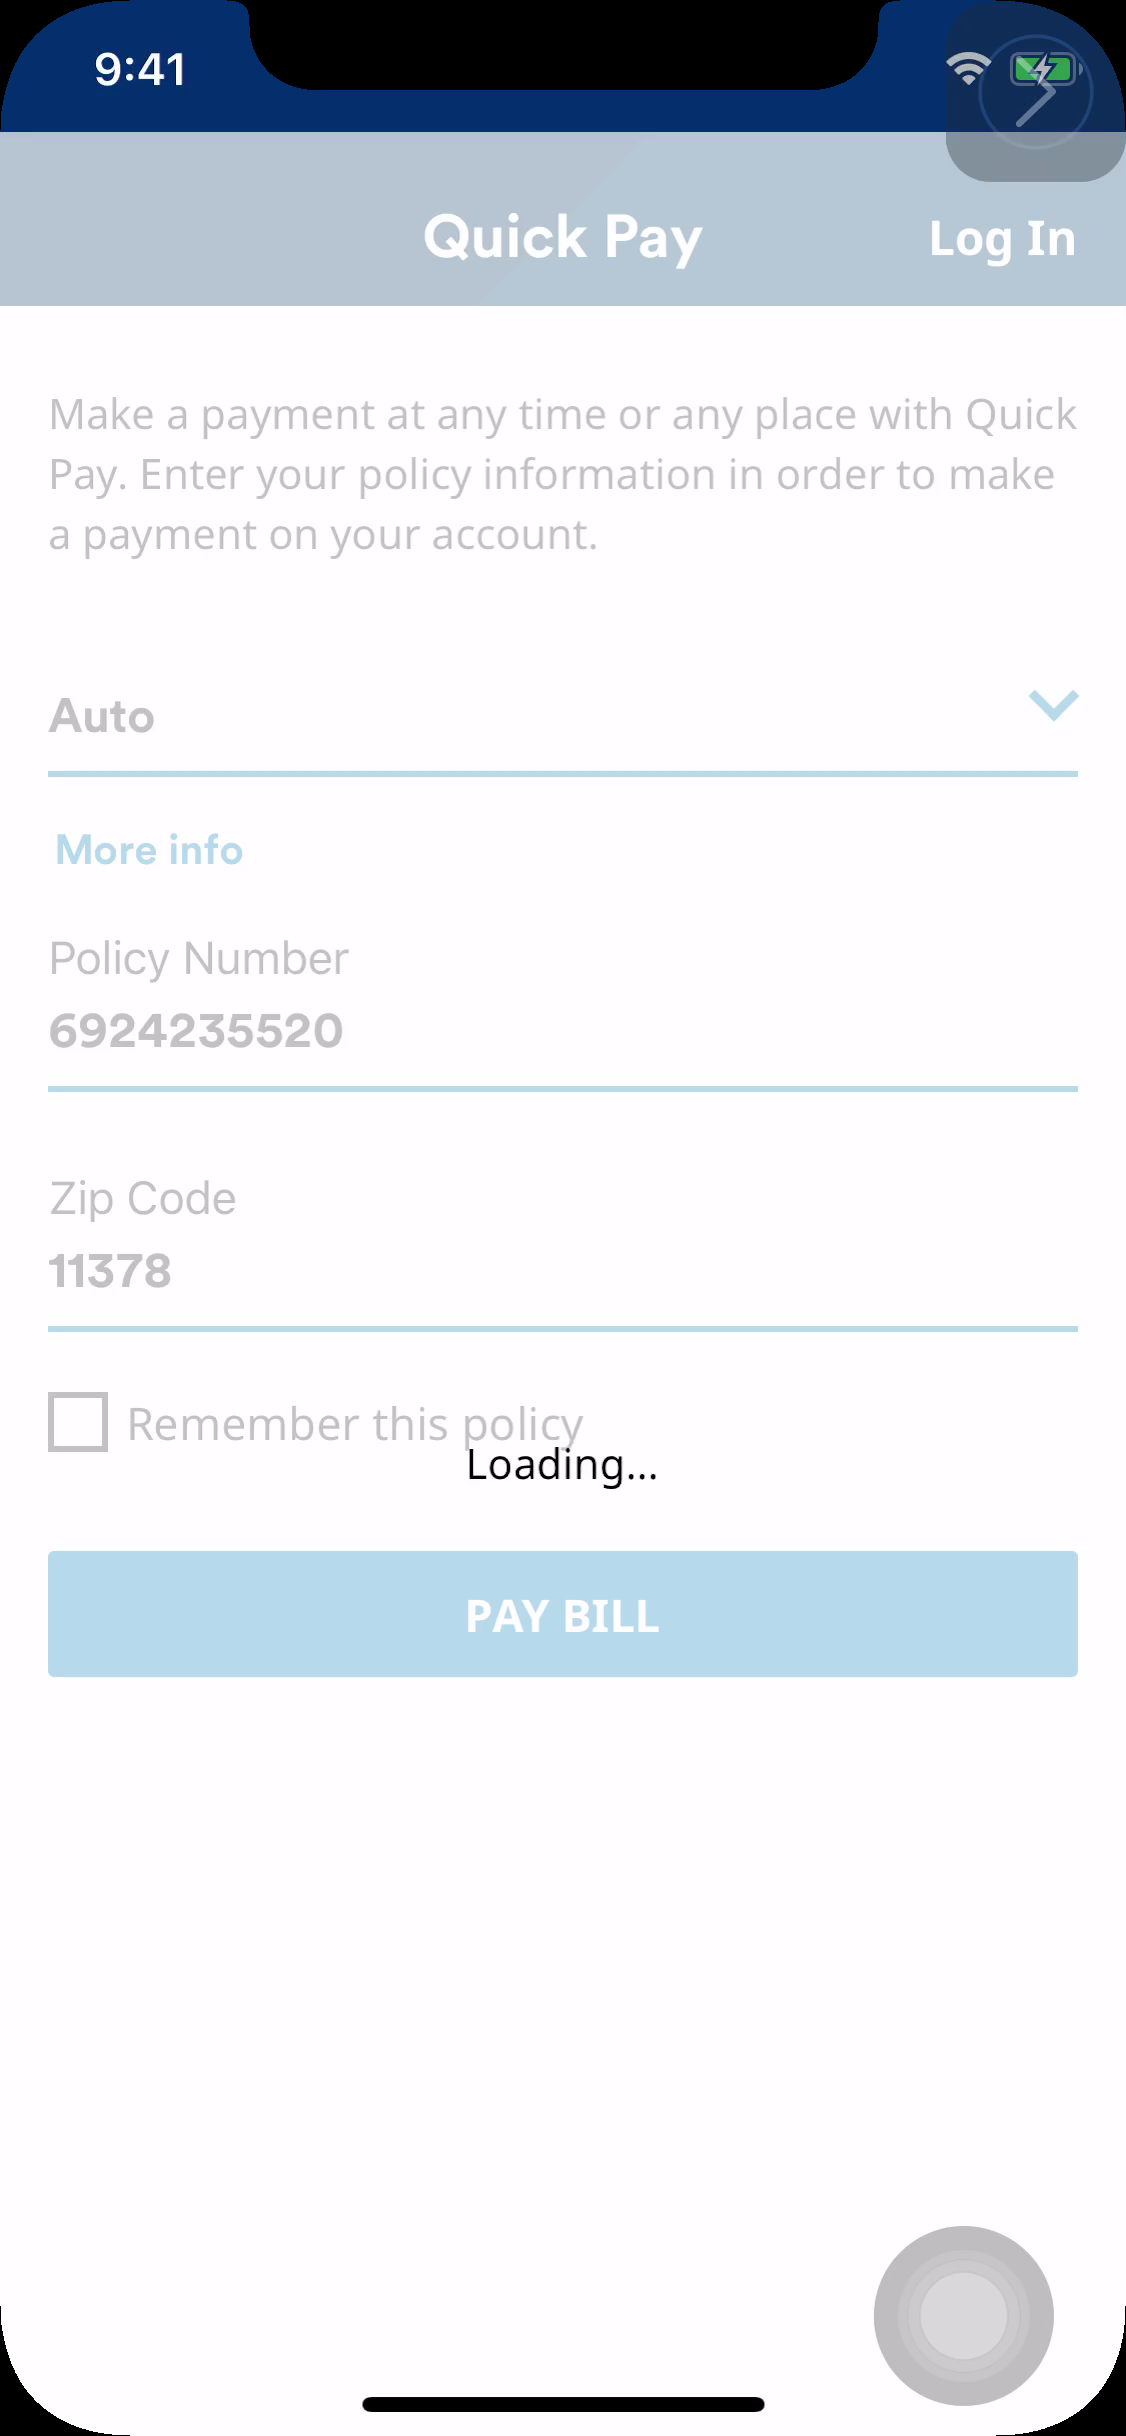 9:41
Quick Pay
Log In
Make a payment at any time or any place with Quick
Pay. Enter your policy information in order to make
a payment on your account.
Auto
More info
Policy Number
6924235520
Zip Code
11378
Remember this policy
Loading...
PAY BILL